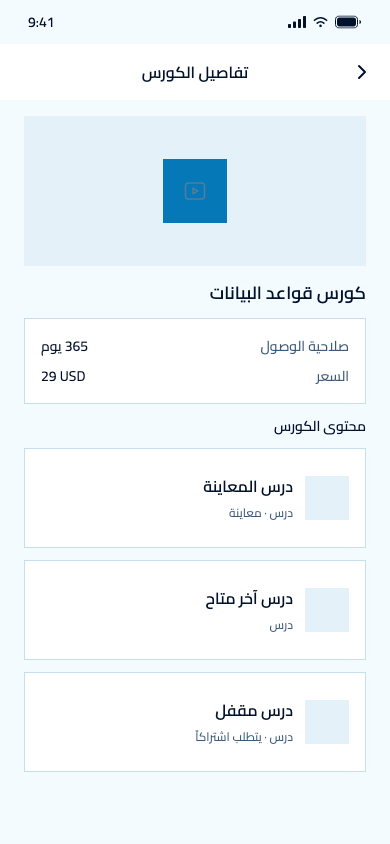 9:41
تفاصيل الكورس
كورس قواعد البيانات
صلاحية الوصول 365 يوم
السعر 29 USD
محتوى الكورس
درس المعاينة
درس · معاينة
درس آخر متاح
درس
درس مقفل
درس · يتطلب اشتراكاً